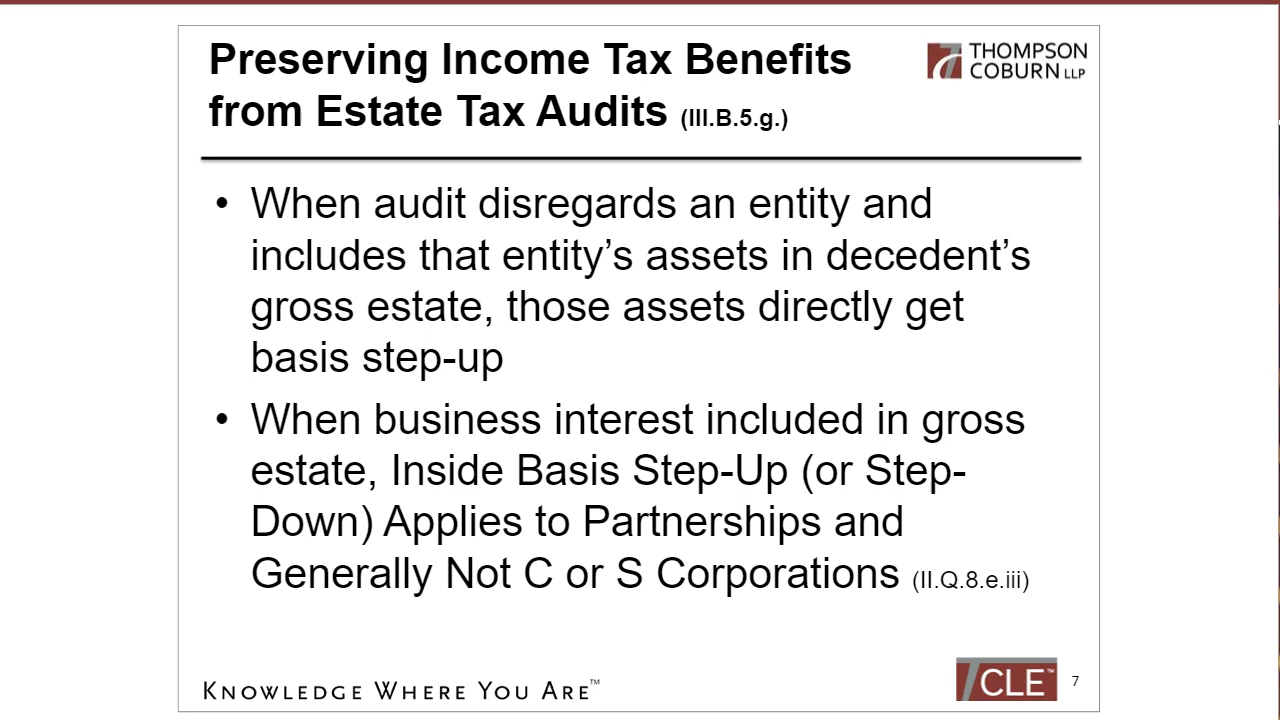 Preserving Income Tax Benefits
from Estate Tax Audits (III.B.5.g.)
THOMPSON
COBURN LLP
• When audit disregards an entity and
includes that entity’s assets in decedent’s
gross estate, those assets directly get
basis step-up
• When business interest included in gross
estate, Inside Basis Step-Up (or Step-
Down) Applies to Partnerships and
Generally Not C or S Corporations (II.Q.8.e.iii)
KNOWLEDGE WHERE YOU ARE™
CLE™
7